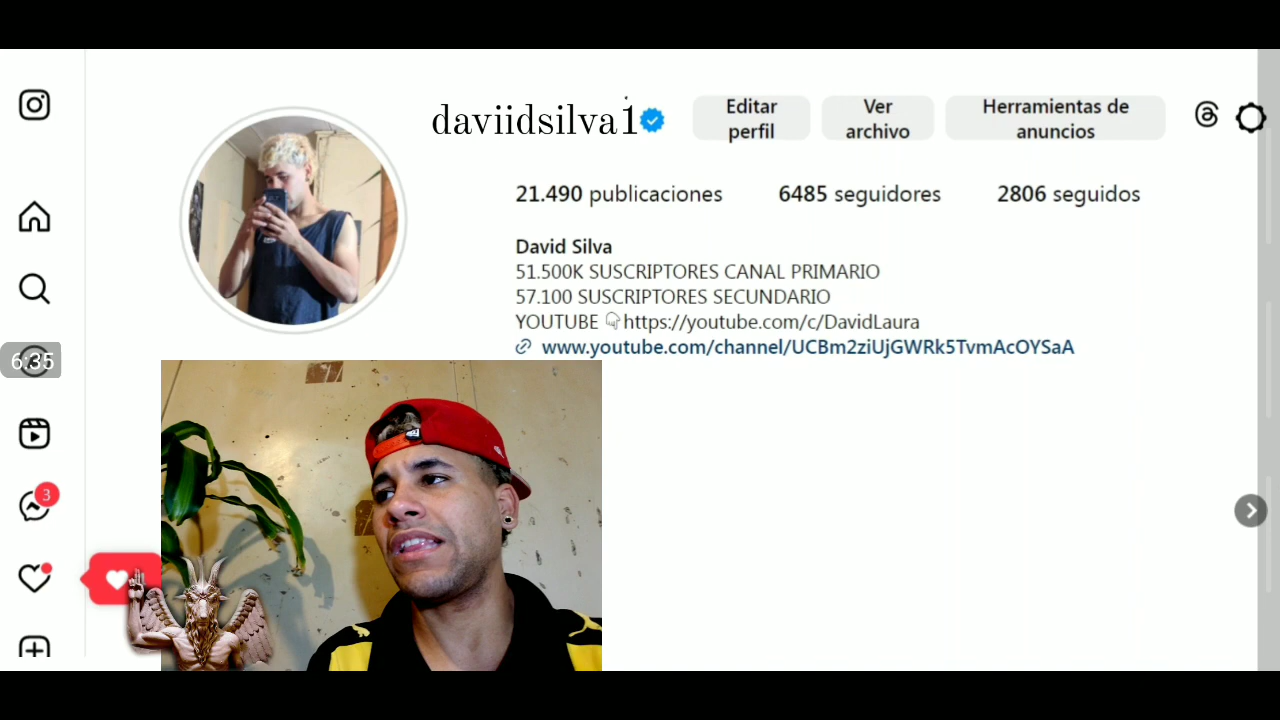 daviidsilva1
Editar perfil
Ver archivo
Herramientas de anuncios
21.490 publicaciones
6485 seguidores
2806 seguidos
David Silva
51.500K SUSCRIPTORES CANAL PRIMARIO
57.100 SUSCRIPTORES SECUNDARIO
YOUTUBE 👇https://youtube.com/c/DavidLaura
www.youtube.com/channel/UCBm2ziUjGWRk5TvmAcOYSaA
6:35
3